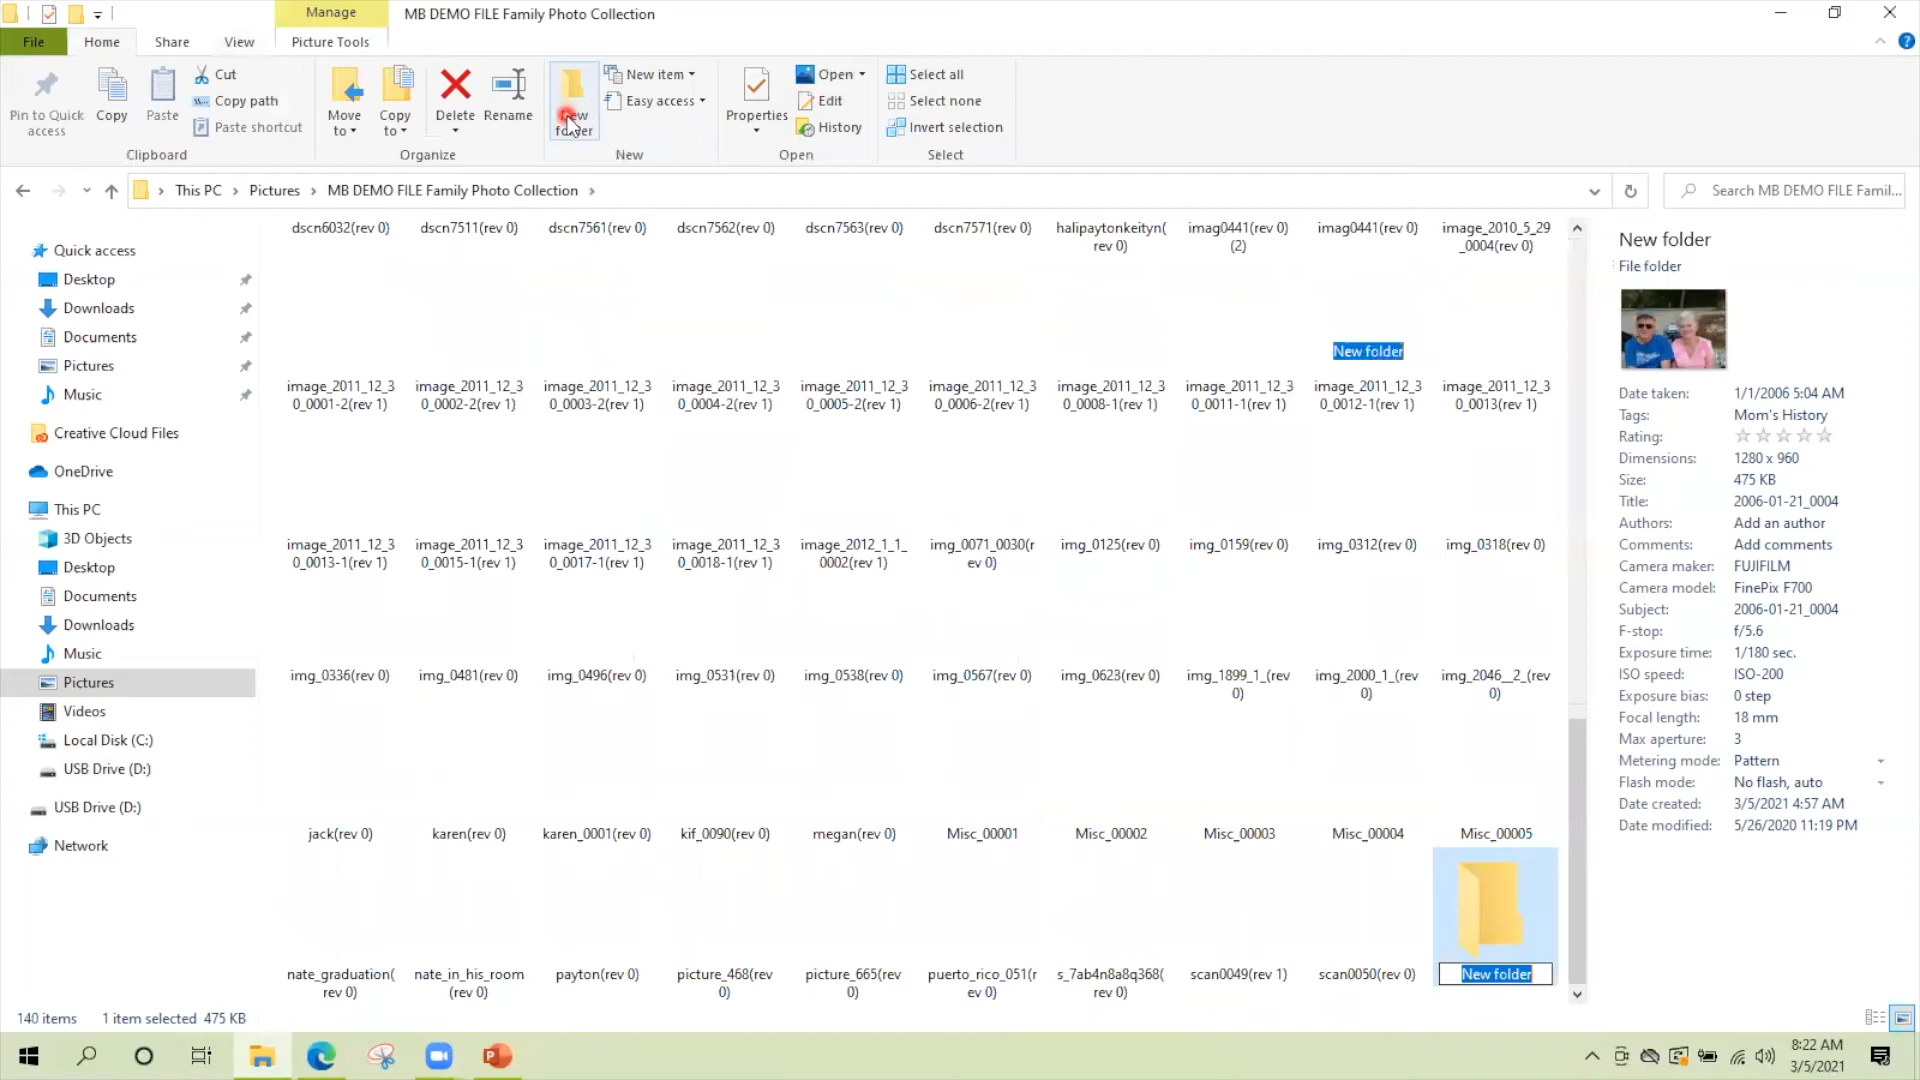 Manage
MB DEMO FILE Family Photo Collection
File
Home
Share
View
Picture Tools
Pin to Quick access
Copy
Paste
Cut
Copy path
Paste shortcut
Clipboard
Move to
Copy to
Delete
Rename
Organize
New folder
New item
Easy access
New
Properties
Open
Edit
History
Open
Select all
Select none
Invert selection
Select
This PC
Pictures
MB DEMO FILE Family Photo Collection
Search MB DEMO FILE Famil...
Quick access
Desktop
Downloads
Documents
Pictures
Music
Creative Cloud Files
OneDrive
This PC
3D Objects
Desktop
Documents
Downloads
Music
Pictures
Videos
Local Disk (C:)
USB Drive (D:)
USB Drive (D:)
Network
dscn6032(rev 0)
dscn7511(rev 0)
dscn7561(rev 0)
dscn7562(rev 0)
dscn7563(rev 0)
dscn7571(rev 0)
halipaytonkeityn(
rev 0)
imag0441(rev 0)
(2)
imag0441(rev 0)
image_2010_5_29
_0004(rev 0)
New folder
image_2011_12_3
0_0001-2(rev 1)
image_2011_12_3
0_0002-2(rev 1)
image_2011_12_3
0_0003-2(rev 1)
image_2011_12_3
0_0004-2(rev 1)
image_2011_12_3
0_0005-2(rev 1)
image_2011_12_3
0_0006-2(rev 1)
image_2011_12_3
0_0008-1(rev 1)
image_2011_12_3
0_0011-1(rev 1)
image_2011_12_3
0_0012-1(rev 1)
image_2011_12_3
0_0013(rev 1)
image_2011_12_3
0_0013-1(rev 1)
image_2011_12_3
0_0015-1(rev 1)
image_2011_12_3
0_0017-1(rev 1)
image_2011_12_3
0_0018-1(rev 1)
image_2012_1_1_
0002(rev 1)
img_0071_0030(r
ev 0)
img_0125(rev 0)
img_0159(rev 0)
img_0312(rev 0)
img_0318(rev 0)
img_0336(rev 0)
img_0481(rev 0)
img_0496(rev 0)
img_0531(rev 0)
img_0538(rev 0)
img_0567(rev 0)
img_0623(rev 0)
img_1899_1_(rev
0)
img_2000_1_(rev
0)
img_2046__2_(rev
0)
jack(rev 0)
karen(rev 0)
karen_0001(rev 0)
kif_0090(rev 0)
megan(rev 0)
Misc_00001
Misc_00002
Misc_00003
Misc_00004
Misc_00005
nate_graduation(
rev 0)
nate_in_his_room
(rev 0)
payton(rev 0)
picture_468(rev
0)
picture_665(rev
0)
puerto_rico_051(r
ev 0)
s_7ab4n8a8q368(
rev 0)
scan0049(rev 1)
scan0050(rev 0)
New folder
New folder
File folder
Date taken: 1/1/2006 5:04 AM
Tags: Mom's History
Rating:
Dimensions: 1280 x 960
Size: 475 KB
Title: 2006-01-21_0004
Authors: Add an author
Comments: Add comments
Camera maker: FUJIFILM
Camera model: FinePix F700
Subject: 2006-01-21_0004
F-stop: f/5.6
Exposure time: 1/180 sec.
ISO speed: ISO-200
Exposure bias: 0 step
Focal length: 18 mm
Max aperture: 3
Metering mode: Pattern
Flash mode: No flash, auto
Date created: 3/5/2021 4:57 AM
Date modified: 5/26/2020 11:19 PM
140 items
1 item selected 475 KB
8:22 AM
3/5/2021